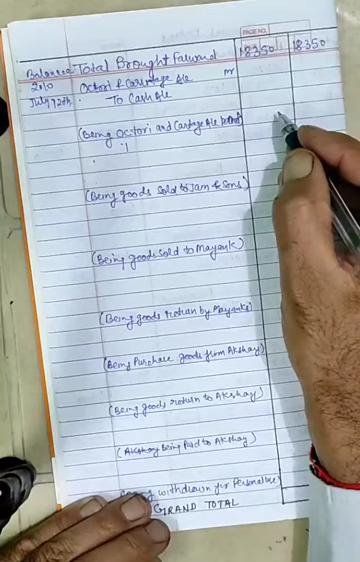 PAGE NO.
Balance Total Brought Farward 18350 18350
2010 Octori & Carriage A/c Dr
July 12th To Cash A/c
(Being Octori and Cartage A/c
(Being goods Sold to Jam & Sons)
(Being goods Sold to Mayank)
(Being goods return by Mayank)
(Being Purchase goods from Akshay)
(Being goods return to Akshay)
(Akshay being Paid to Akshay)
withdrawn for Personal use
GRAND TOTAL